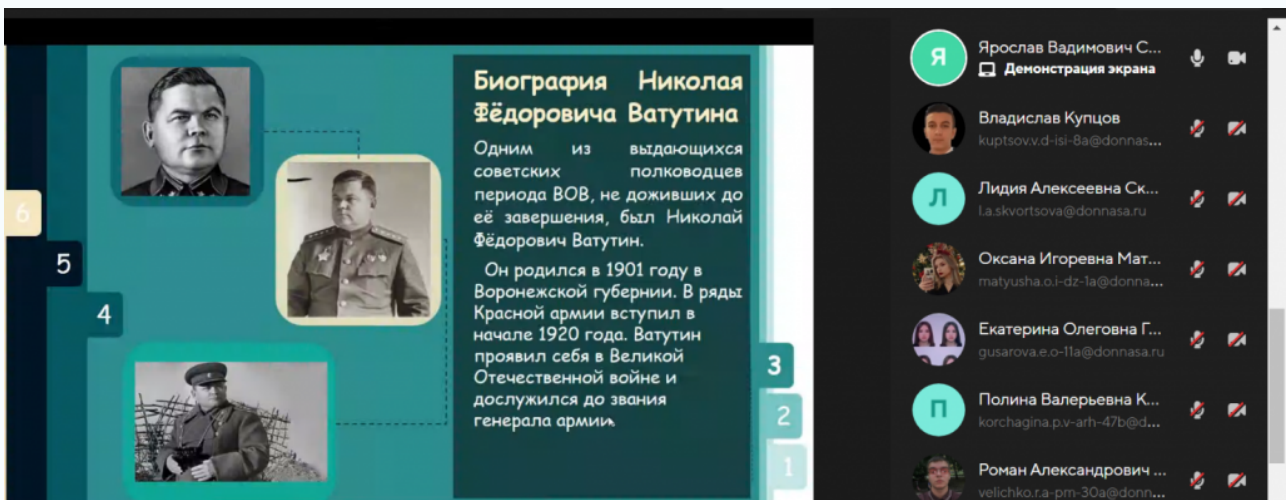 6
5
4
Биография Николая
Фёдоровича Ватутина
Одним из выдающихся
советских полководцев
периода ВОВ, не доживших до
её завершения, был Николай
Фёдорович Ватутин.
Он родился в 1901 году в
Воронежской губернии. В ряды
Красной армии вступил в
начале 1920 года. Ватутин
проявил себя в Великой
Отечественной войне и
дослужился до звания
генерала армии
3
2
1
Я
Ярослав Вадимович С...
Демонстрация экрана
Владислав Купцов
kuptsov.v.d-isi-8a@donnas...
Л
Лидия Алексеевна Ск...
l.a.skvortsova@donnasa.ru
Оксана Игоревна Мат...
matyusha.o.i-dz-1a@donna...
Екатерина Олеговна Г...
gusarova.e.o-11a@donnasa.ru
П
Полина Валерьевна К...
korchagina.p.v-arh-47b@d...
Роман Александрович ...
velichko.r.a-pm-30a@donn...